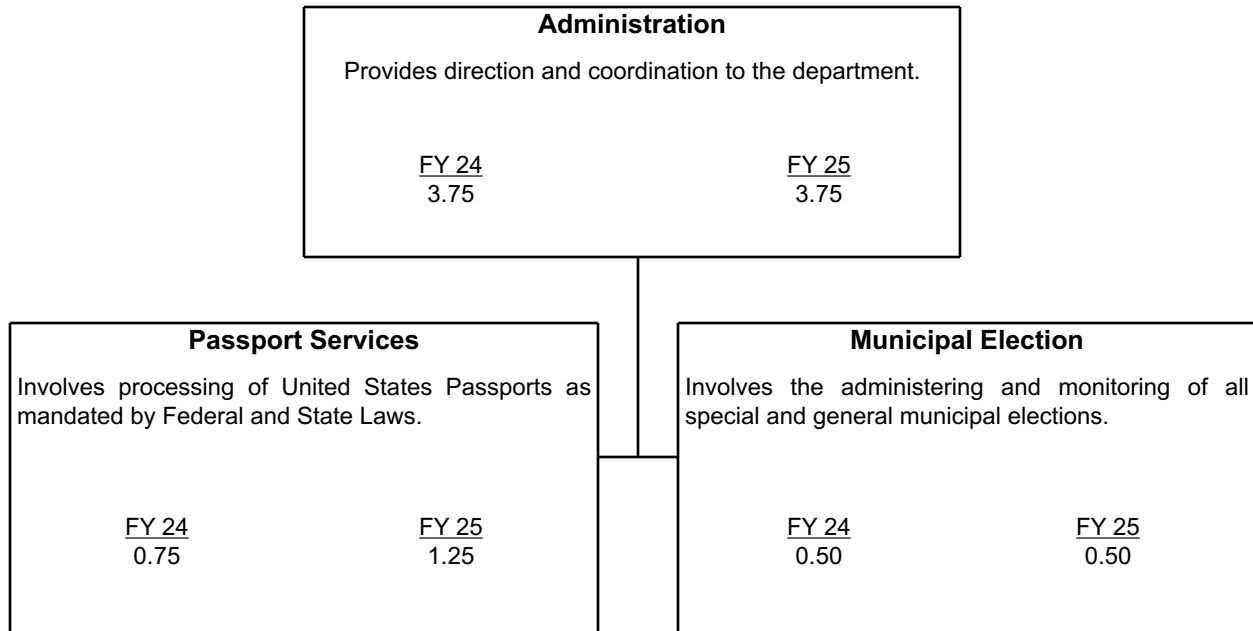 Administration
Provides direction and coordination to the department.
FY 24 FY 25
3.75 3.75
Passport Services
Involves processing of United States Passports as
mandated by Federal and State Laws.
FY 24 FY 25
0.75 1.25
Municipal Election
Involves the administering and monitoring of all
special and general municipal elections.
FY 24 FY 25
0.50 0.50